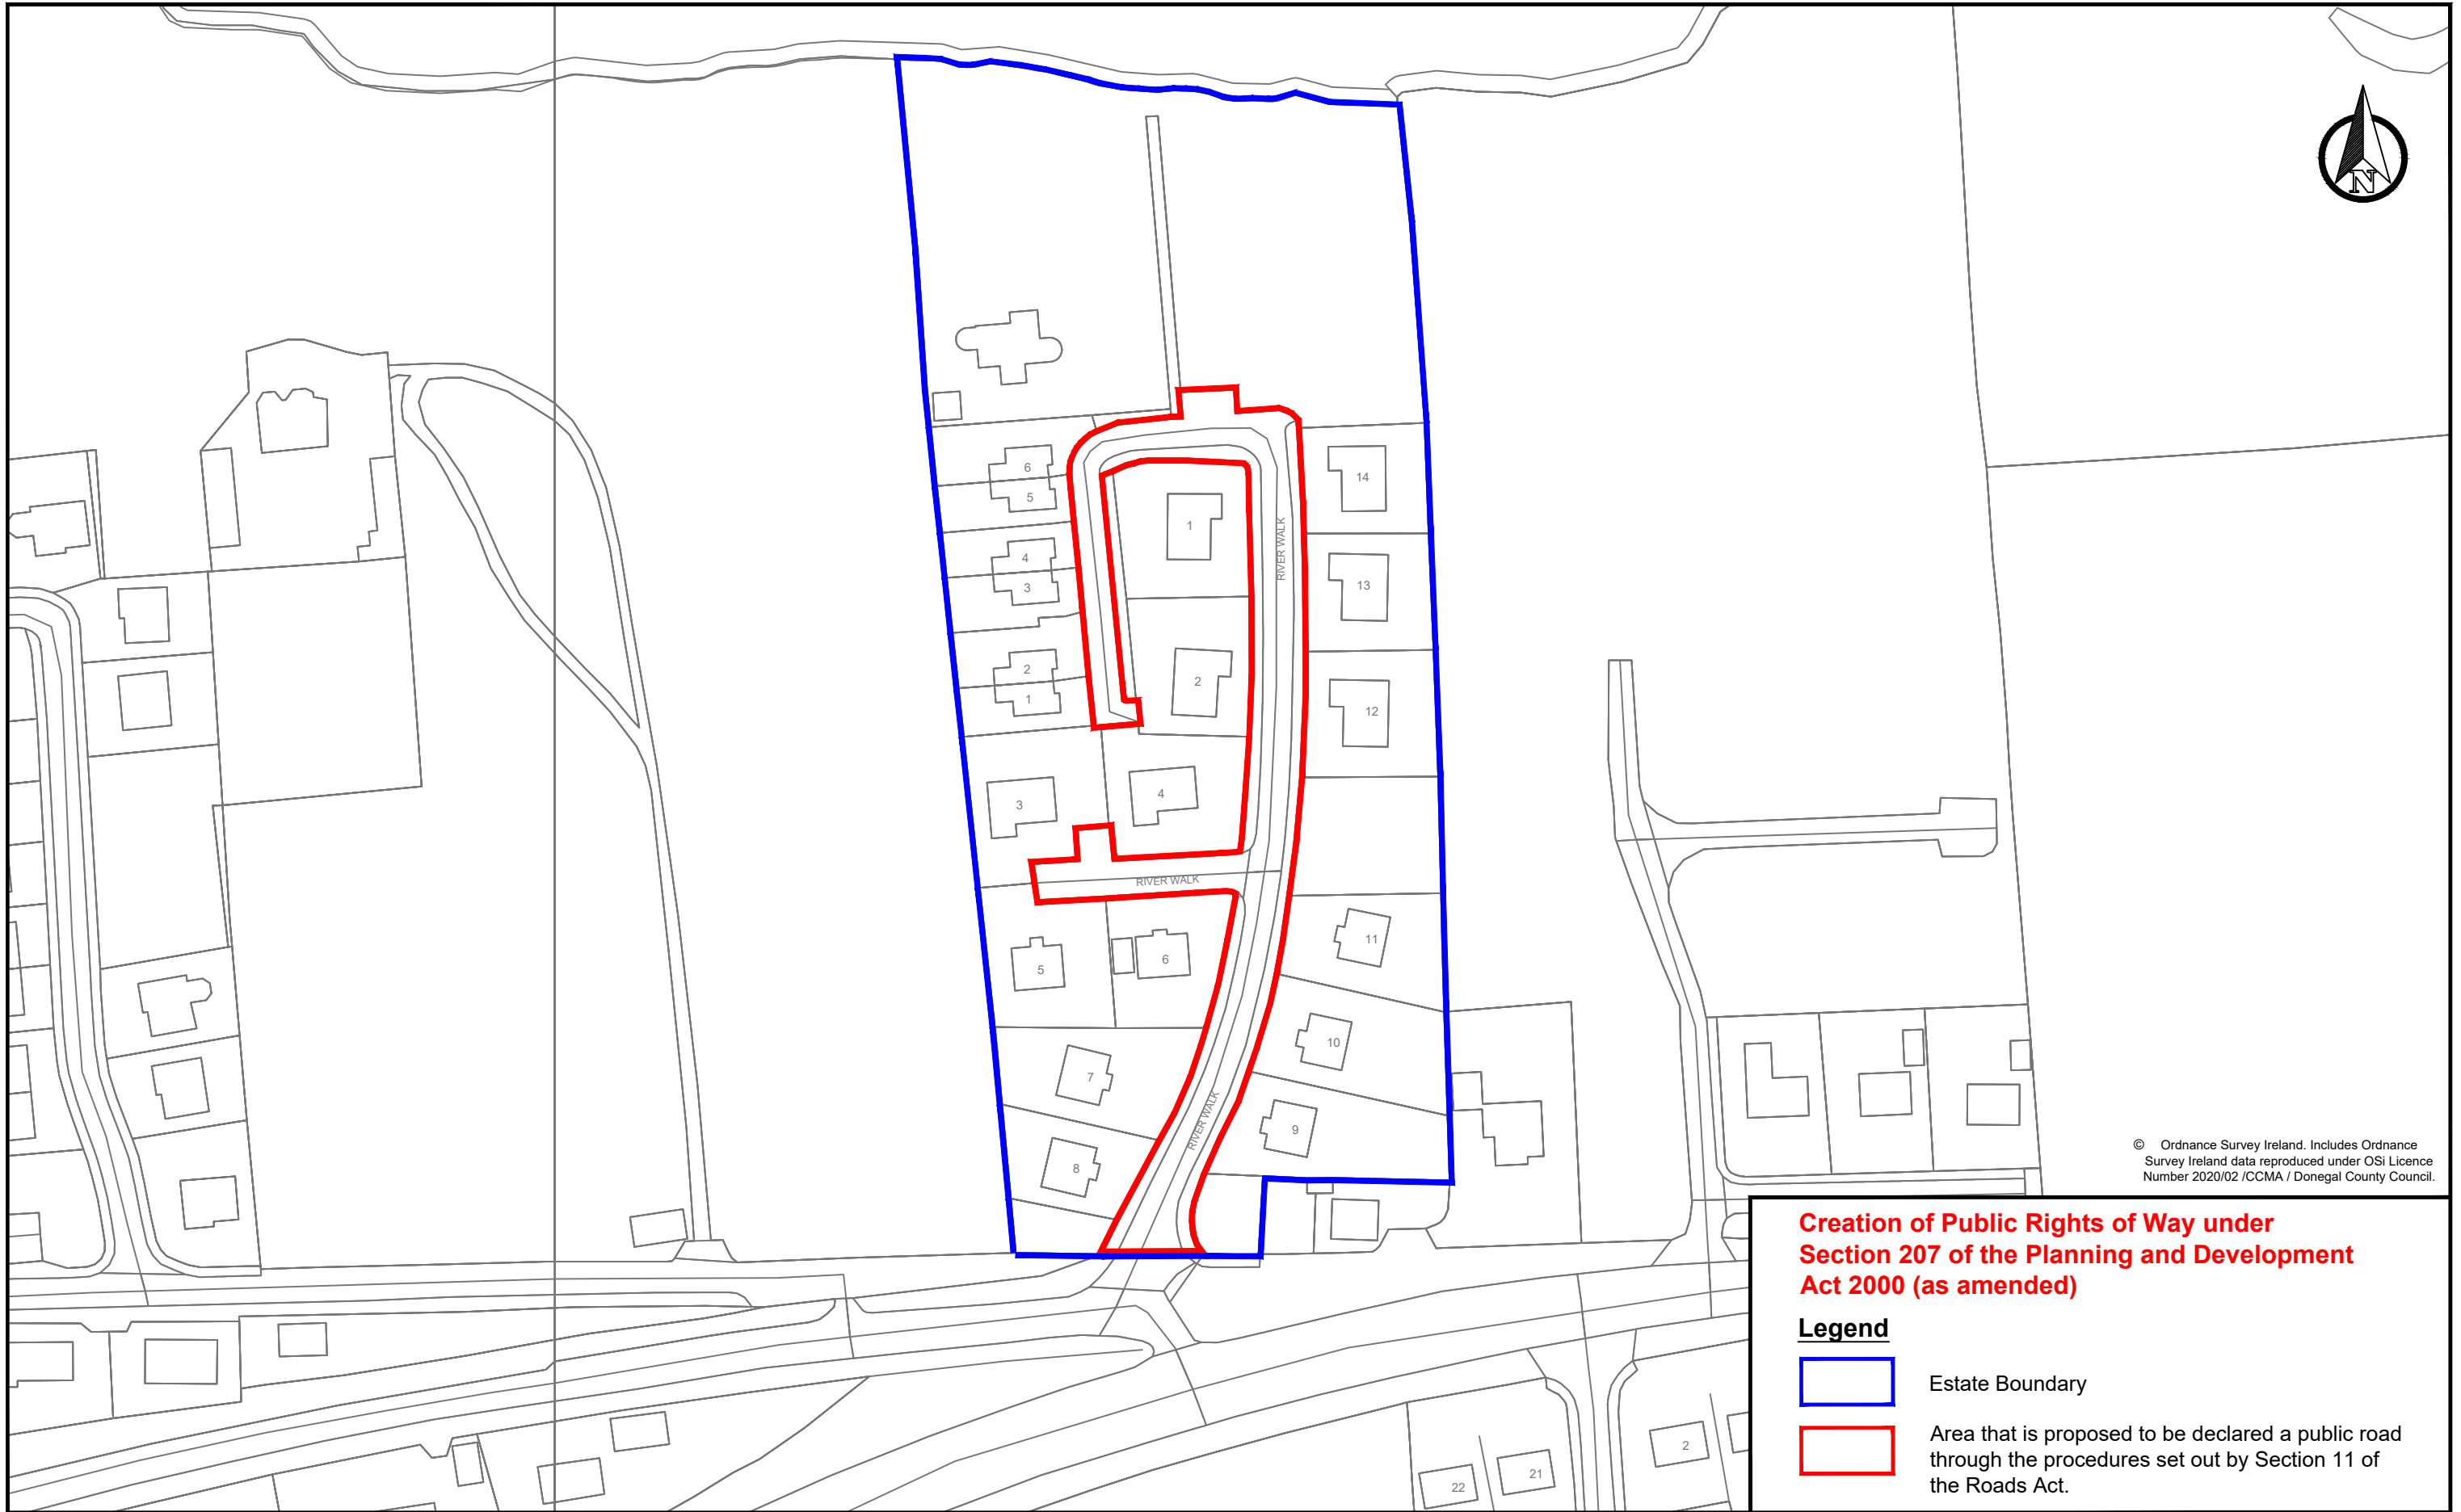 N
6
5
14
1
RIVER WALK
4
3
13
2
2
1
12
3
4
RIVER WALK
11
5
6
10
7
RIVER WALK
9
8
© Ordnance Survey Ireland. Includes Ordnance
Survey Ireland data reproduced under OSi Licence
Number 2020/02 /CCMA / Donegal County Council.
Creation of Public Rights of Way under
Section 207 of the Planning and Development
Act 2000 (as amended)
Legend
Estate Boundary
Area that is proposed to be declared a public road
through the procedures set out by Section 11 of
the Roads Act.
2
21
22